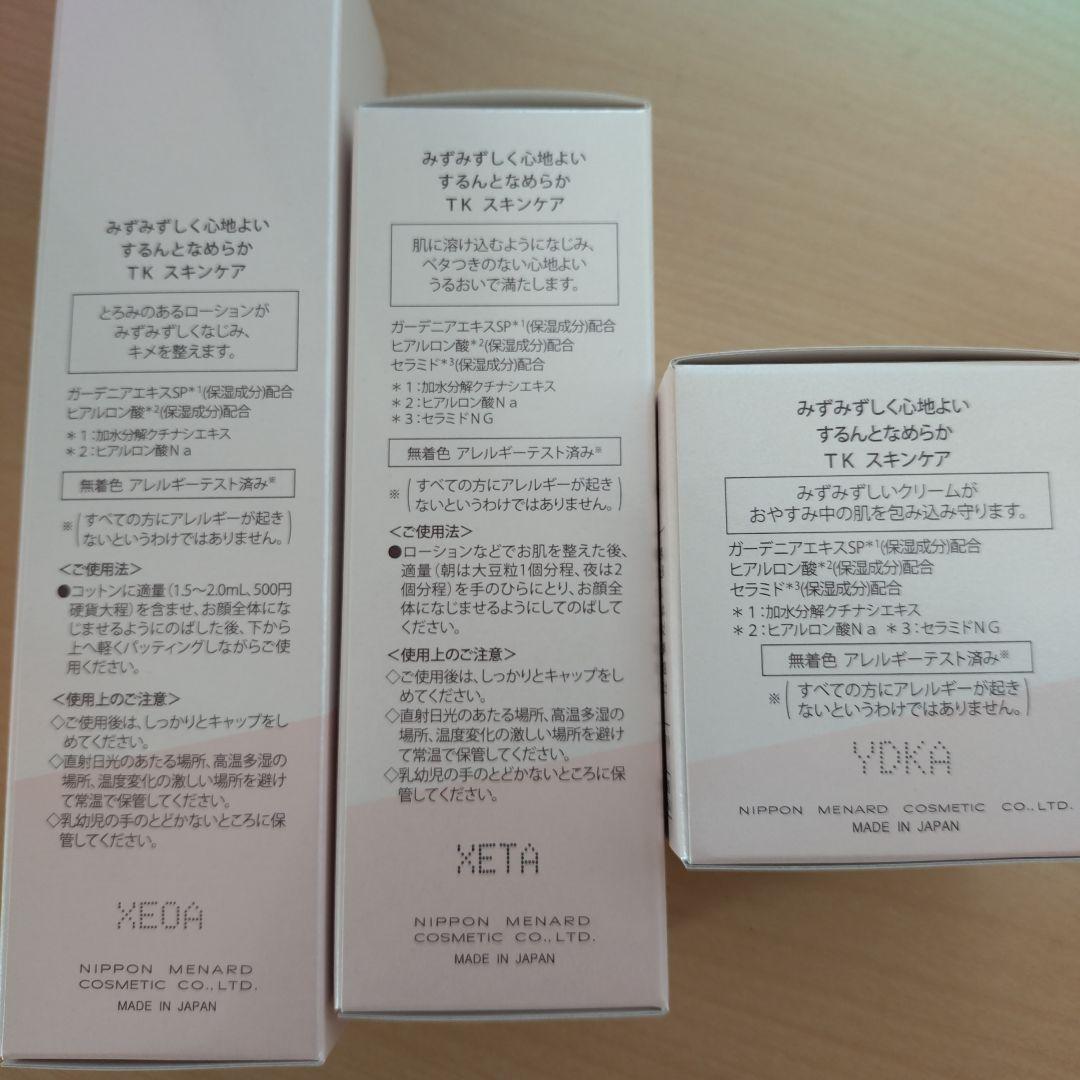 みずみずしく心地よい
するんとなめらか
TK スキンケア
とろみのあるローションが
みずみずしくなじみ、
キメを整えます。
ガーデニアエキスSP*1(保湿成分)配合
ヒアルロン酸*2(保湿成分)配合
*1:加水分解クチナシエキス
*2:ヒアルロン酸Na
無着色 アレルギーテスト済み※
※(すべての方にアレルギーが起き
ないというわけではありません。)
<ご使用法>
●コットンに適量(1.5〜2.0mL、500円
硬貨大程)を含ませ、お顔全体にな
じませるようにのばした後、下から
上へ軽くパッティングしながらご使
用ください。
<使用上のご注意>
◇ご使用後は、しっかりとキャップをし
めてください。
◇直射日光のあたる場所、高温多湿の
場所、温度変化の激しい場所を避け
て常温で保管してください。
◇乳幼児の手のとどかないところに保
管してください。
XEOA
NIPPON MENARD
COSMETIC CO.,LTD.
MADE IN JAPAN
みずみずしく心地よい
するんとなめらか
TK スキンケア
肌に溶け込むようになじみ、
ベタつきのない心地よい
うるおいで満たします。
ガーデニアエキスSP*1(保湿成分)配合
ヒアルロン酸*2(保湿成分)配合
セラミド*3(保湿成分)配合
*1:加水分解クチナシエキス
*2:ヒアルロン酸Na
*3:セラミドNG
無着色 アレルギーテスト済み※
※(すべての方にアレルギーが起き
ないというわけではありません。)
<ご使用法>
●ローションなどでお肌を整えた後、
適量(朝は大豆粒1個分程、夜は2
個分程)を手のひらにとり、お顔全
体になじませるようにしてのばして
ください。
<使用上のご注意>
◇ご使用後は、しっかりとキャップをし
めてください。
◇直射日光のあたる場所、高温多湿の
場所、温度変化の激しい場所を避け
て常温で保管してください。
◇乳幼児の手のとどかないところに保
管してください。
XETA
NIPPON MENARD
COSMETIC CO.,LTD.
MADE IN JAPAN
みずみずしく心地よい
するんとなめらか
TK スキンケア
みずみずしいクリームが
おやすみ中の肌を包み込み守ります。
ガーデニアエキスSP*1(保湿成分)配合
ヒアルロン酸*2(保湿成分)配合
セラミド*3(保湿成分)配合
*1:加水分解クチナシエキス
*2:ヒアルロン酸Na *3:セラミドNG
無着色 アレルギーテスト済み※
※(すべての方にアレルギーが起き
ないというわけではありません。)
YDKA
NIPPON MENARD COSMETIC CO.,LTD.
MADE IN JAPAN